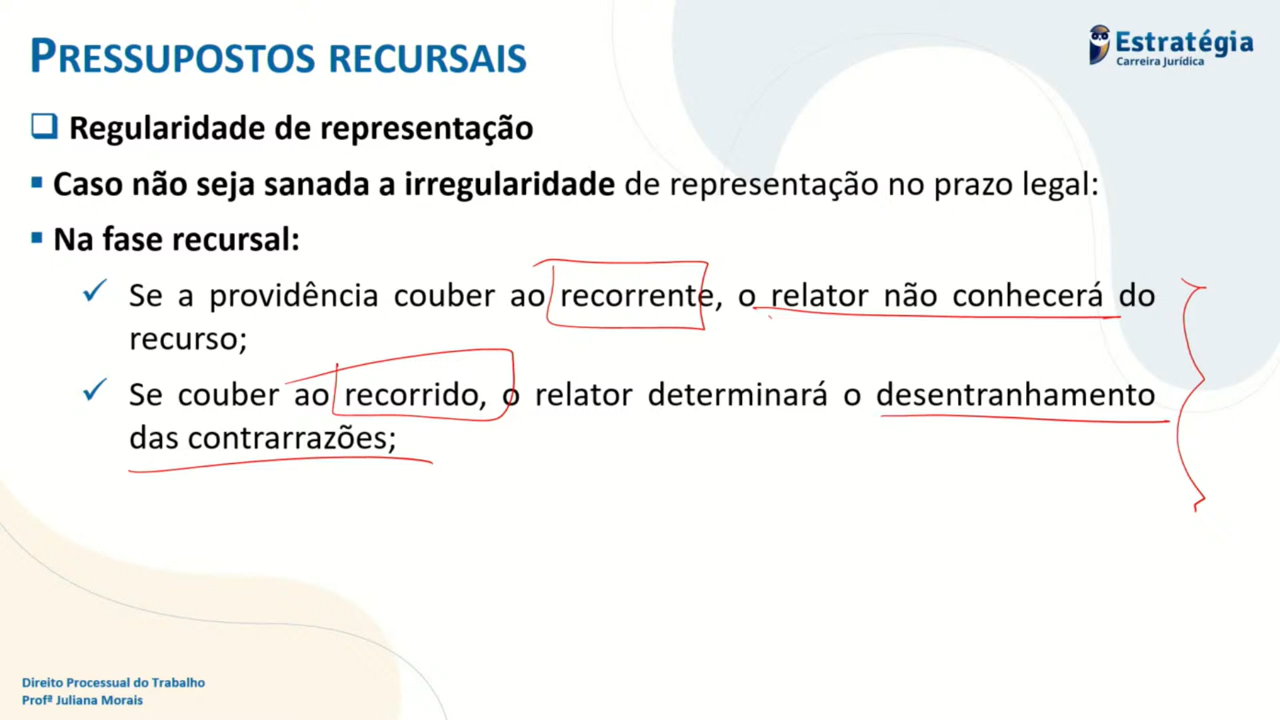 PRESSUPOSTOS RECURSAIS
Estratégia
Carreira Jurídica
Regularidade de representação
Caso não seja sanada a irregularidade de representação no prazo legal:
Na fase recursal:
Se a providência couber ao recorrente, o relator não conhecerá do
recurso;
Se couber ao recorrido, o relator determinará o desentranhamento
das contrarrazões;
Direito Processual do Trabalho
Profª Juliana Morais